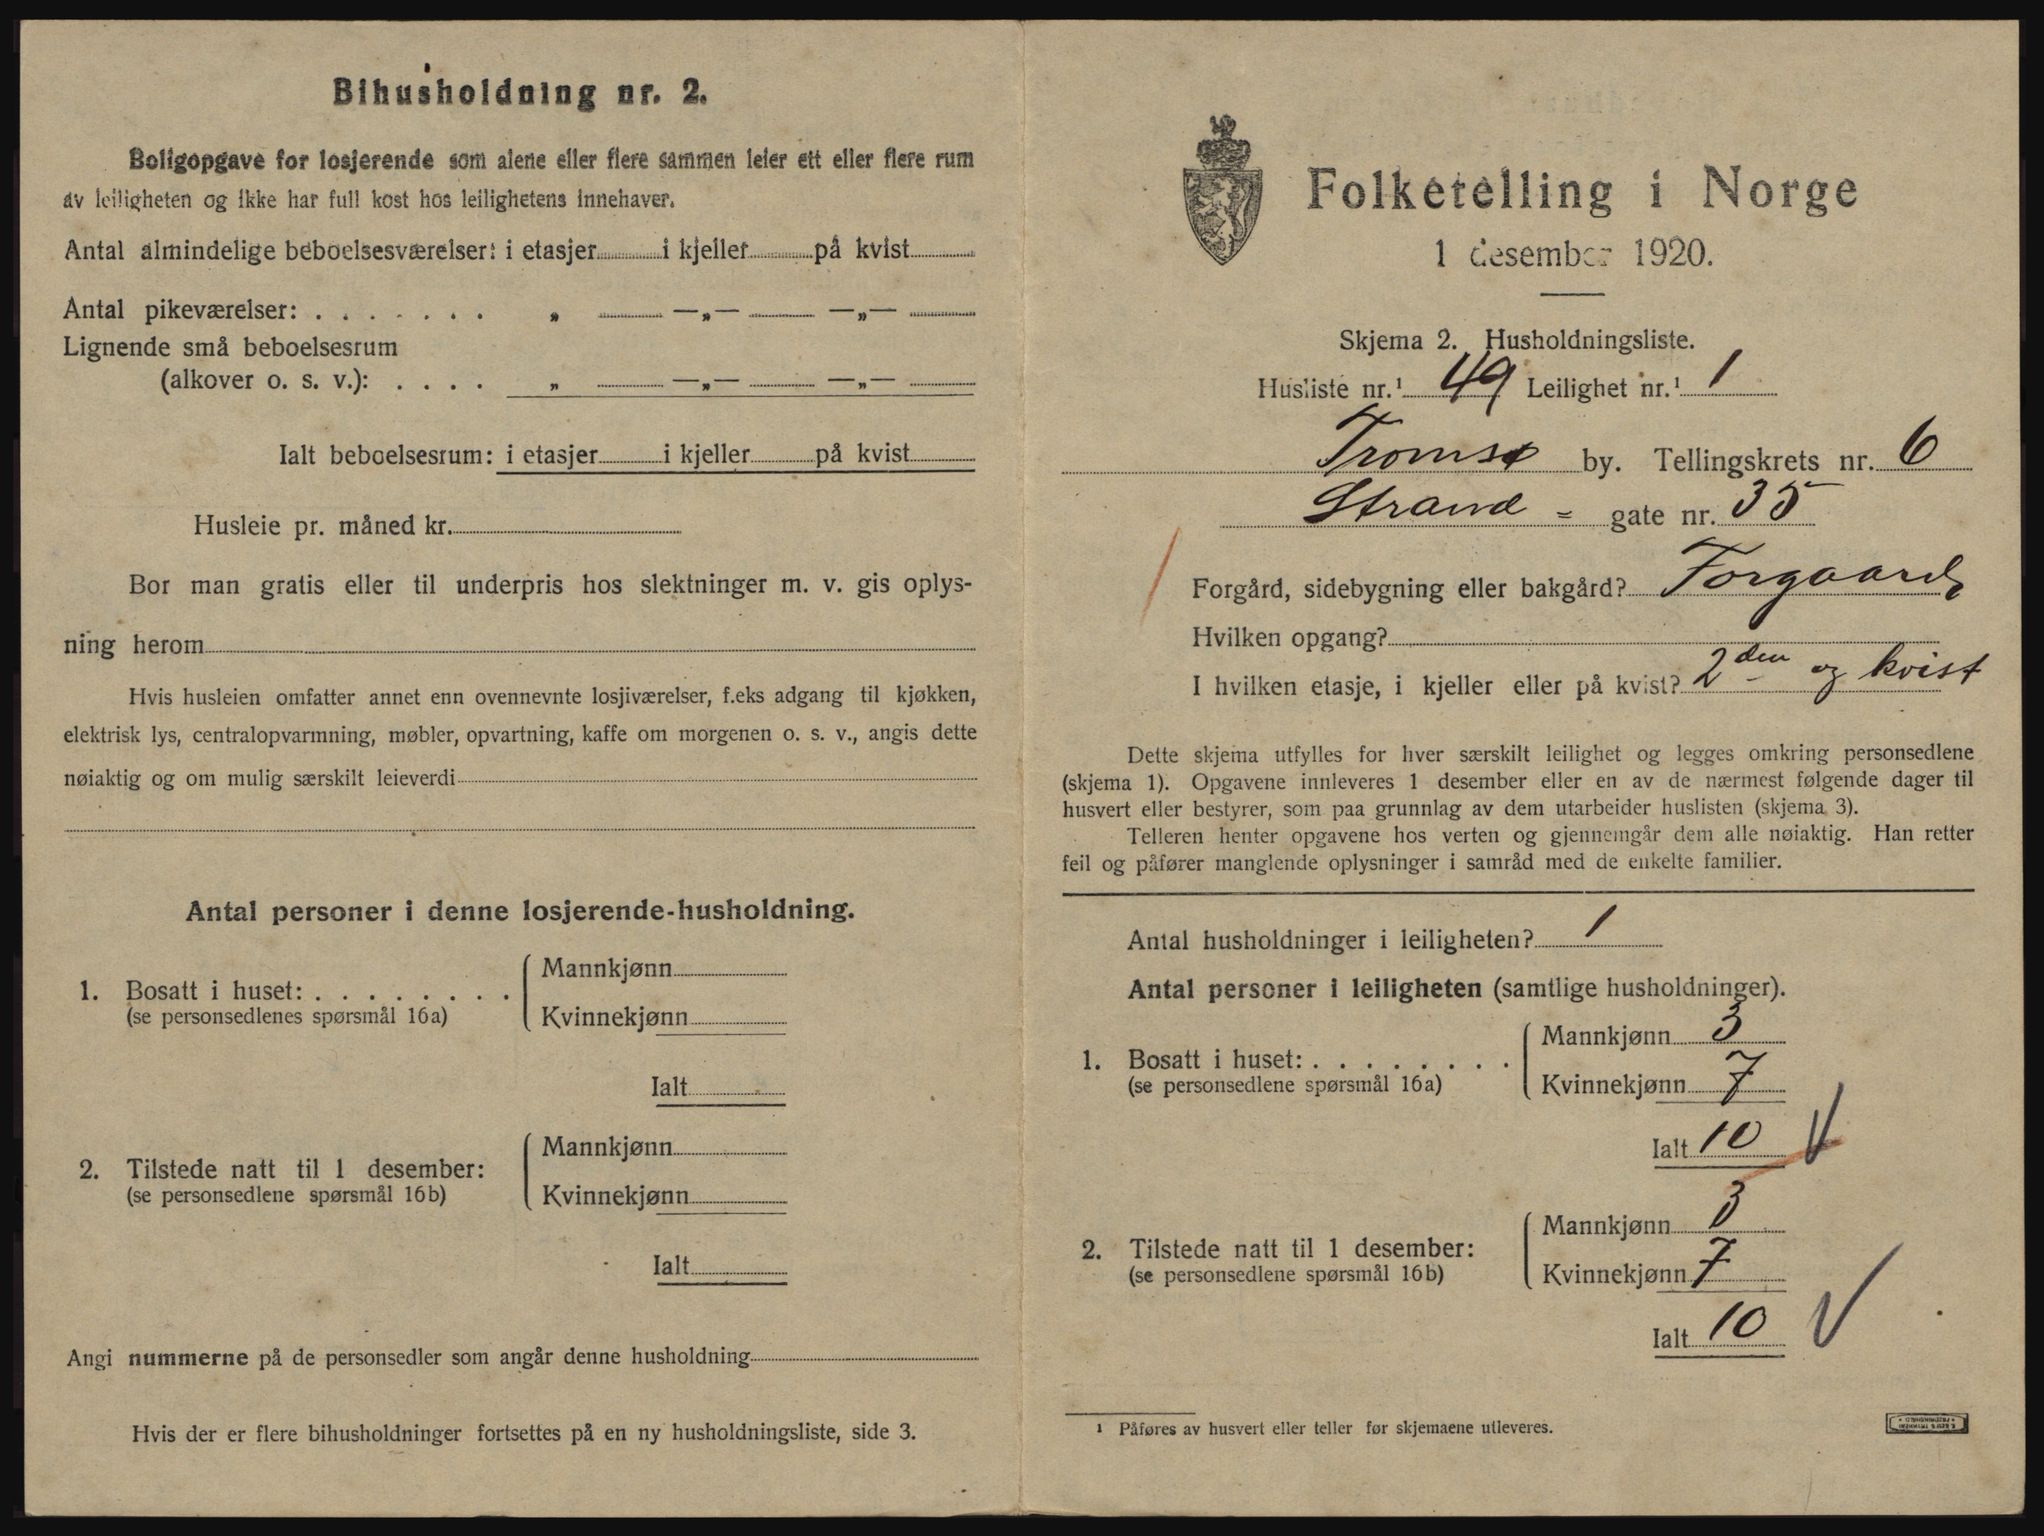 Bihusholdning nr. 2.
Boligopgave for losjerende som alene eller flere sammen leier ett eller flere rum
av leiligheten og ikke har full kost hos leilighetens innehaver.
Antal almindelige beboelsesværelser: i etasjer i kjeller på kvist
Antal pikeværelser: . . . . . . . „ —„— —„—
Lignende små beboelsesrum
(alkover o. s. v.): . . . . „ —„— —„—
Ialt beboelsesrum: i etasjer i kjeller på kvist
Husleie pr. måned kr.
Bor man gratis eller til underpris hos slektninger m. v. gis oplys-
ning herom
Hvis husleien omfatter annet enn ovennevnte losjiværelser, f.eks adgang til kjøkken,
elektrisk lys, centralopvarmning, møbler, opvartning, kaffe om morgenen o. s. v., angis dette
nøiaktig og om mulig særskilt leieverdi
Antal personer i denne losjerende-husholdning.
Mannkjønn
1. Bosatt i huset: . . . . . . . .
(se personsedlenes spørsmål 16a)
Kvinnekjønn
Ialt
Mannkjønn
2. Tilstede natt til 1 desember:
(se personsedlene spørsmål 16b)
Kvinnekjønn
Ialt
Angi nummerne på de personsedler som angår denne husholdning
Hvis der er flere bihusholdninger fortsettes på en ny husholdningsliste, side 3.
Folketelling i Norge
1 desember 1920.
Skjema 2. Husholdningsliste.
Husliste nr.¹ 49 Leilighet nr.¹ 1
Tromsø by. Tellingskrets nr. 6
Strand = gate nr. 35
Forgård, sidebygning eller bakgård? Forgaard
Hvilken opgang?
I hvilken etasje, i kjeller eller på kvist? 2den og kvist
Dette skjema utfylles for hver særskilt leilighet og legges omkring personsedlene
(skjema 1). Opgavene innleveres 1 desember eller en av de nærmest følgende dager til
husvert eller bestyrer, som paa grunnlag av dem utarbeider huslisten (skjema 3).
Telleren henter opgavene hos verten og gjennemgår dem alle nøiaktig. Han retter
feil og påfører manglende oplysninger i samråd med de enkelte familier.
Antal husholdninger i leiligheten? 1
Antal personer i leiligheten (samtlige husholdninger).
Mannkjønn 3
1. Bosatt i huset: . . . . . . . .
(se personsedlene spørsmål 16a)
Kvinnekjønn 7
Ialt 10
Mannkjønn 3
2. Tilstede natt til 1 desember:
(se personsedlene spørsmål 16b)
Kvinnekjønn 7
Ialt 10
¹ Påføres av husvert eller teller før skjemaene utleveres.